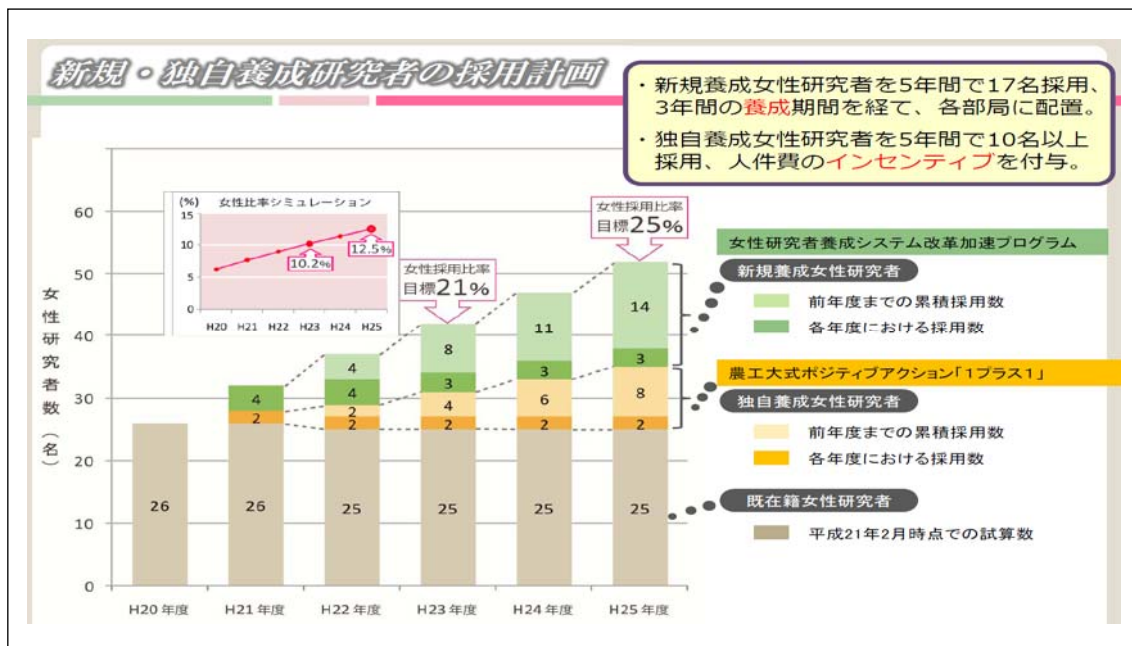 新規・独自養成研究者の採用計画
・新規養成女性研究者を5年間で17名採用、
3年間の養成期間を経て、各部局に配置。
・独自養成女性研究者を5年間で10名以上
採用、人件費のインセンティブを付与。
(%) 女性比率シミュレーション
15
10
5
0
10.2%
12.5%
H20 H21 H22 H23 H24 H25
女性採用比率
目標21%
女性採用比率
目標25%
女性研究者数（名）
60
50
40
30
20
10
0
26
4
2
26
4
4
2
2
25
8
3
4
2
25
11
3
6
2
25
14
3
8
2
25
H20年度 H21年度 H22年度 H23年度 H24年度 H25年度
女性研究者養成システム改革加速プログラム
新規養成女性研究者
前年度までの累積採用数
各年度における採用数
農工大式ポジティブアクション「1プラス1」
独自養成女性研究者
前年度までの累積採用数
各年度における採用数
既在籍女性研究者
平成21年2月時点での試算数